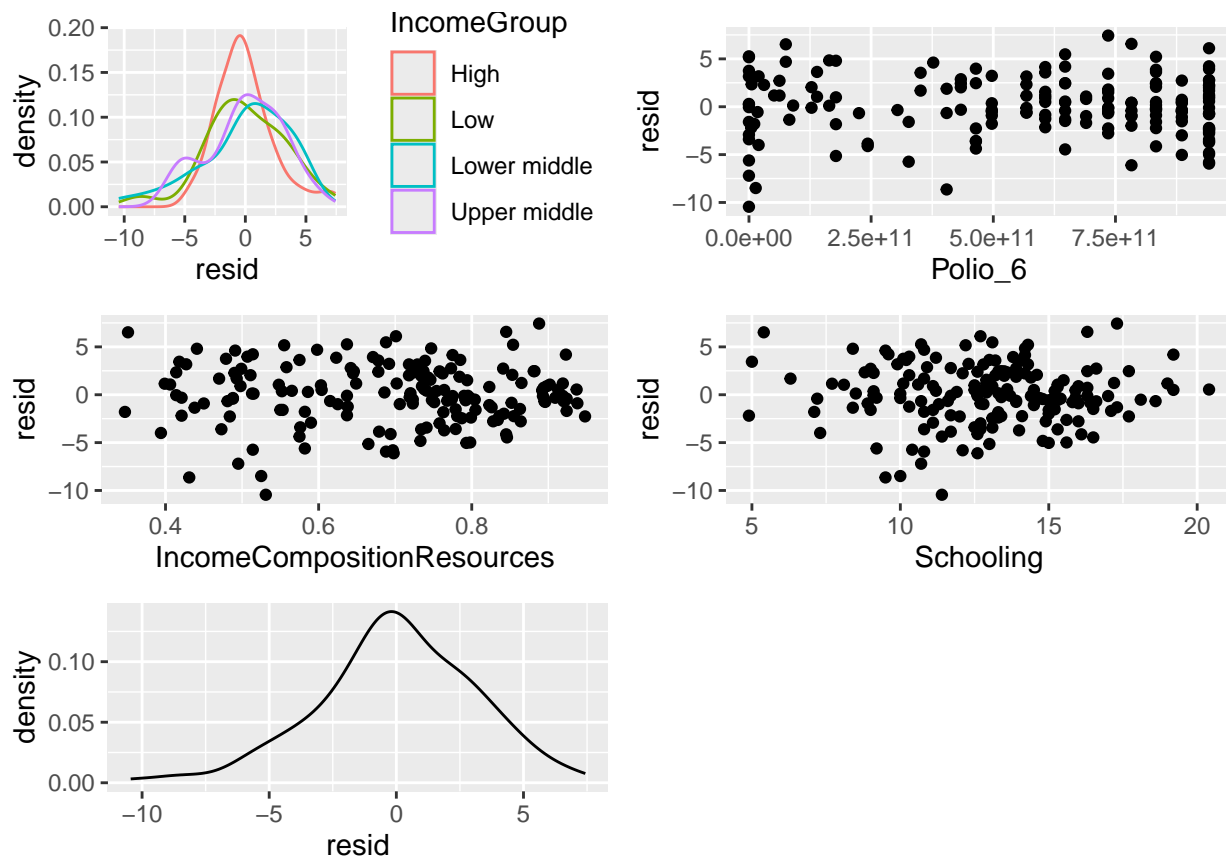 IncomeGroup
High
Low
Lower middle
Upper middle
density
0.20
0.15
0.10
0.05
0.00
−10 −5 0 5
resid
resid
5
0
−5
−10
0.0e+00 2.5e+11 5.0e+11 7.5e+11
Polio_6
resid
5
0
−5
−10
0.4 0.6 0.8
IncomeCompositionResources
resid
5
0
−5
−10
5 10 15 20
Schooling
density
0.10
0.05
0.00
−10 −5 0 5
resid